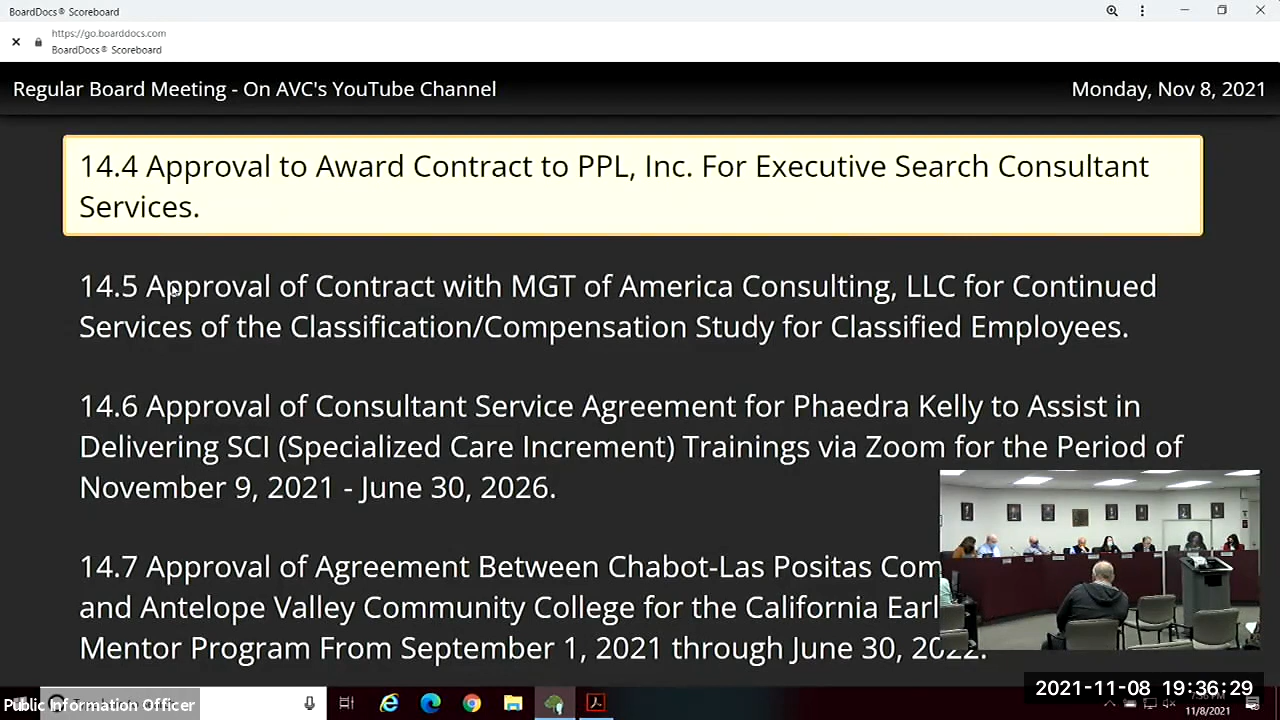 BoardDocs® Scoreboard
https://go.boarddocs.com
BoardDocs® Scoreboard
Regular Board Meeting - On AVC's YouTube Channel
Monday, Nov 8, 2021
14.4 Approval to Award Contract to PPL, Inc. For Executive Search Consultant
Services.
14.5 Approval of Contract with MGT of America Consulting, LLC for Continued
Services of the Classification/Compensation Study for Classified Employees.
14.6 Approval of Consultant Service Agreement for Phaedra Kelly to Assist in
Delivering SCI (Specialized Care Increment) Trainings via Zoom for the Period of
November 9, 2021 - June 30, 2026.
14.7 Approval of Agreement Between Chabot-Las Positas Com
and Antelope Valley Community College for the California Earl
Mentor Program From September 1, 2021 through June 30, 2022.
2021-11-08 19:36:29
Public Information Officer
11/8/2021